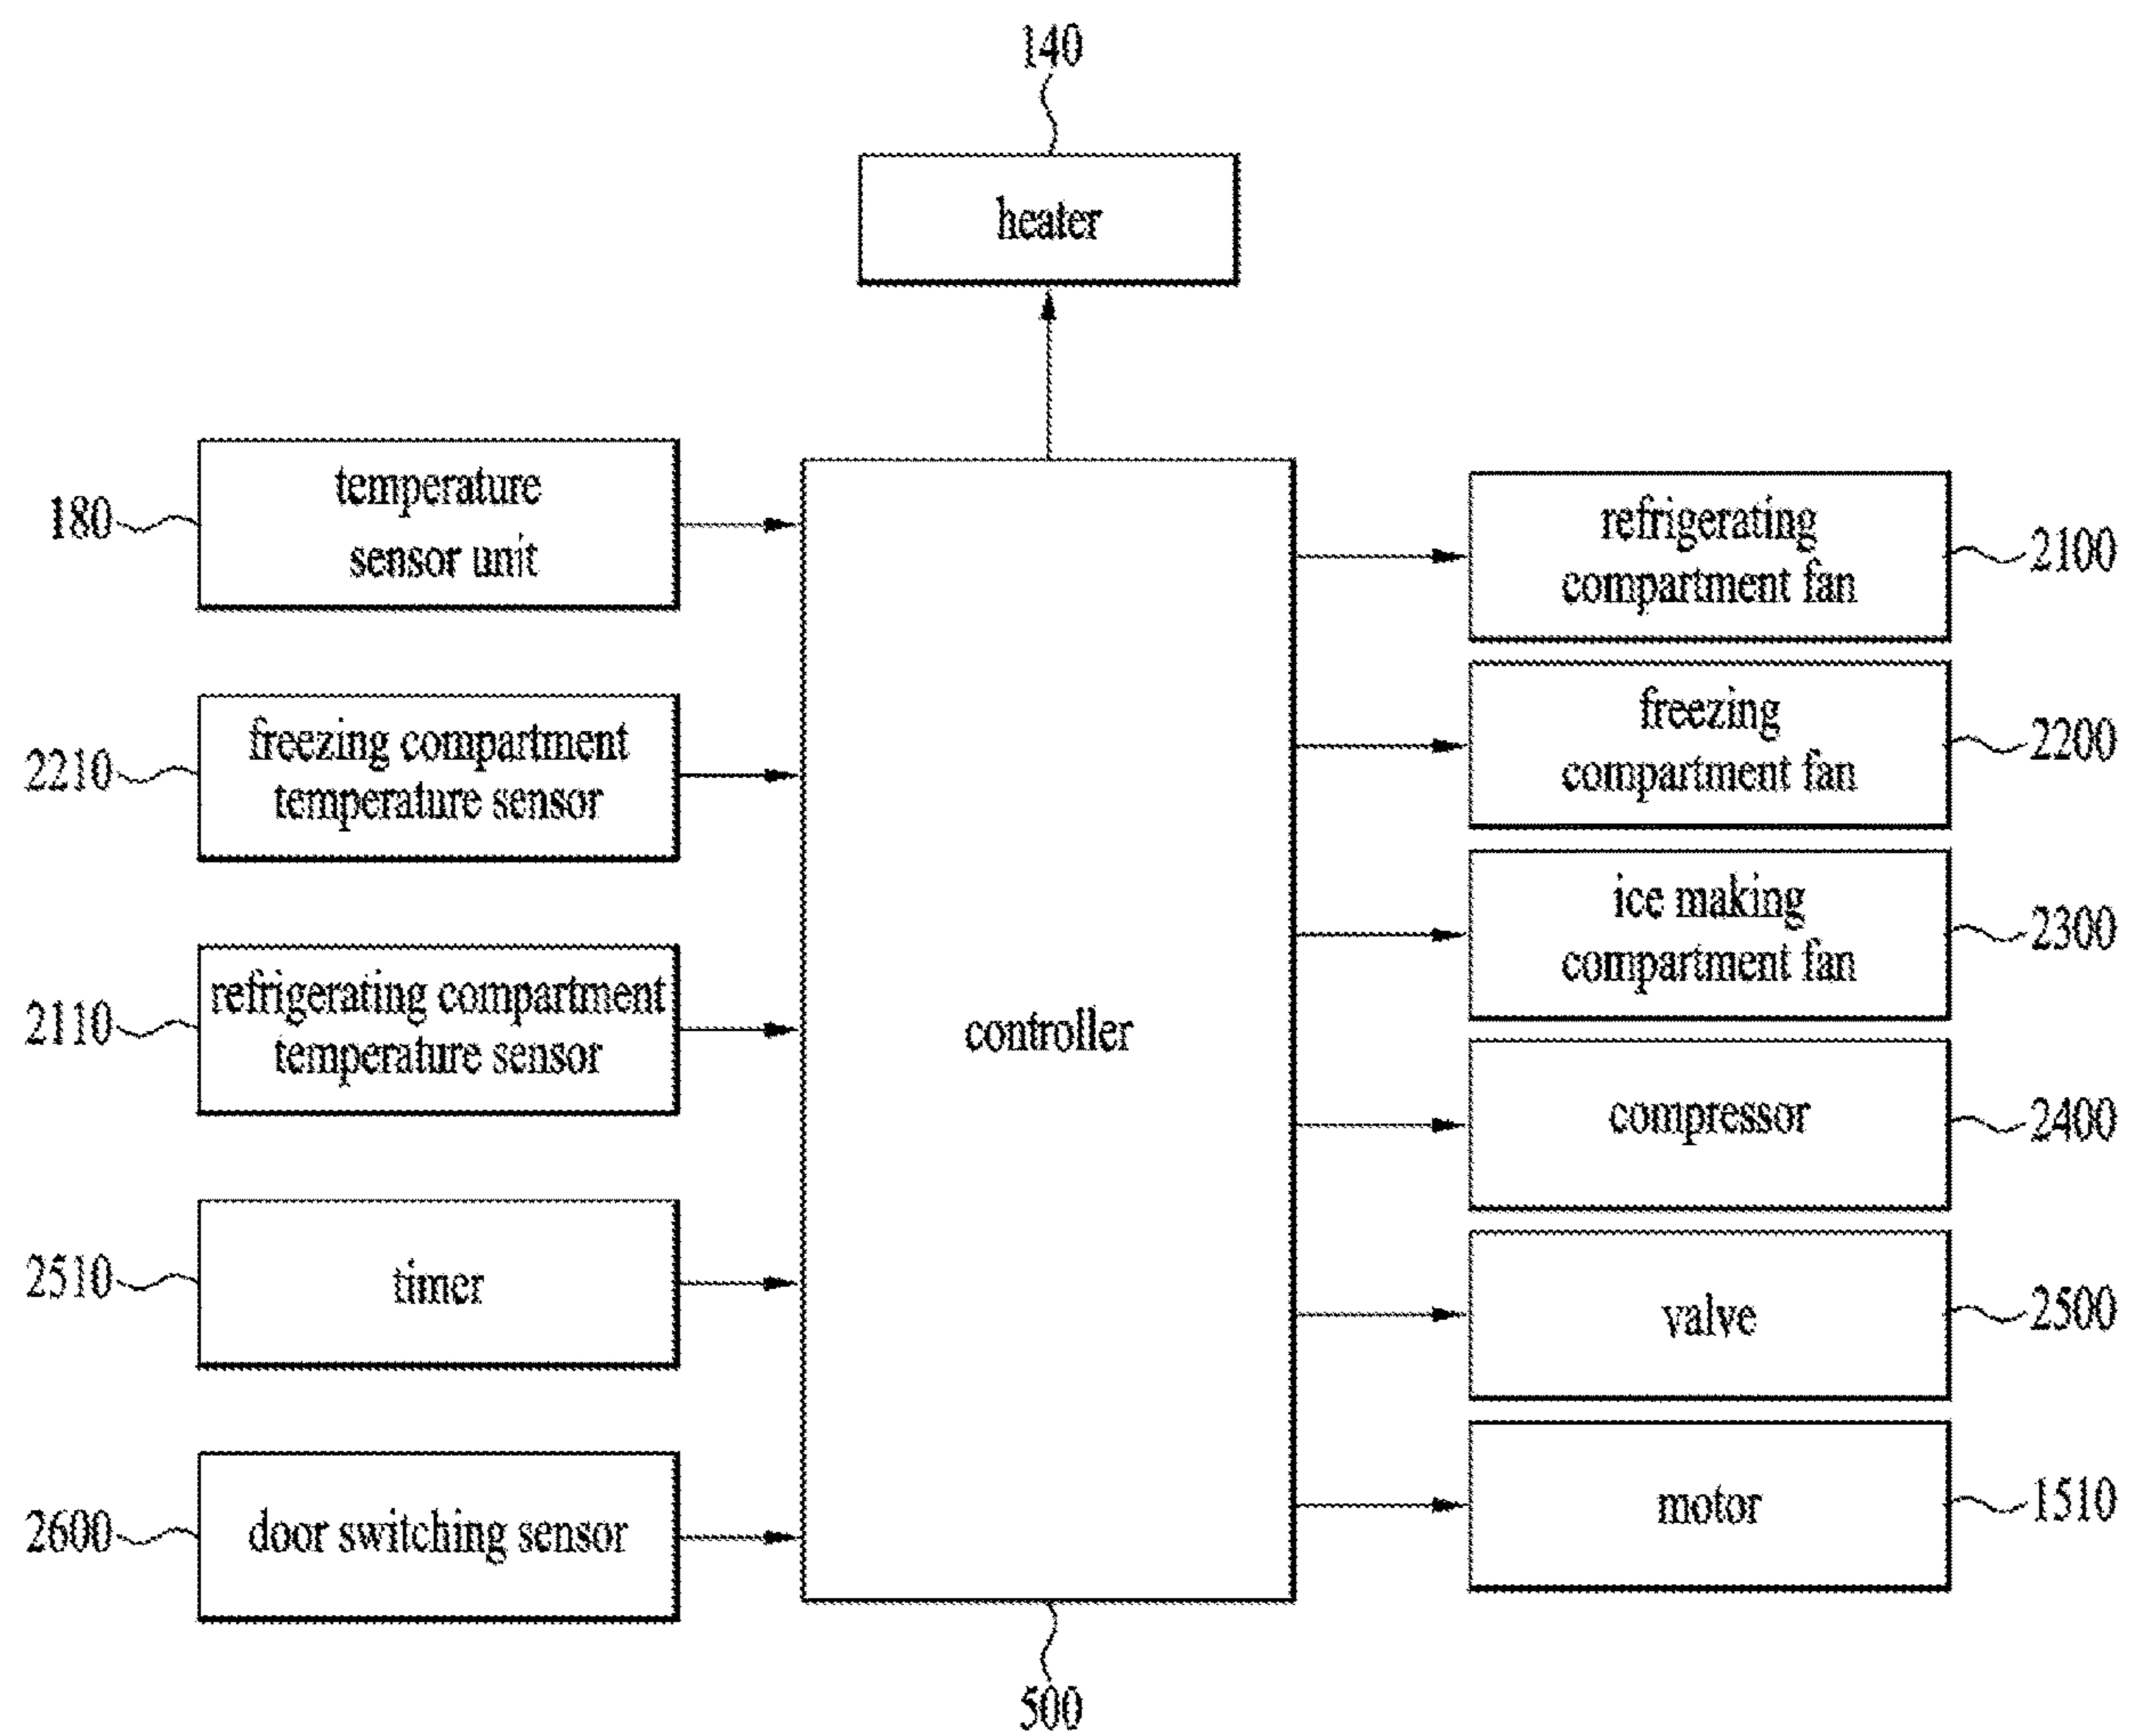 140
heater
temperature
sensor unit
180
freezing compartment
temperature sensor
2210
refrigerating compartment
temperature sensor
2110
timer
2510
door switching sensor
2600
controller
500
refrigerating
compartment fan
2100
freezing
compartment fan
2200
ice making
compartment fan
2300
compressor
2400
valve
2500
motor
1510